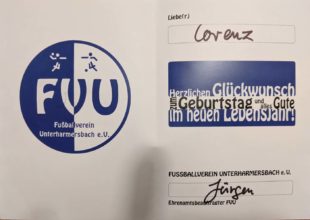 FVU
Fußballverein
Unterharmersbach e.V.
Liebe(r)
Lorenz
Herzlichen Glückwunsch
zum Geburtstag und alles Gute
im neuen Lebensjahr!
FUSSBALLVEREIN UNTERHARMERSBACH e.V.
Jürgen
Ehrenamtsbeauftragter FVU